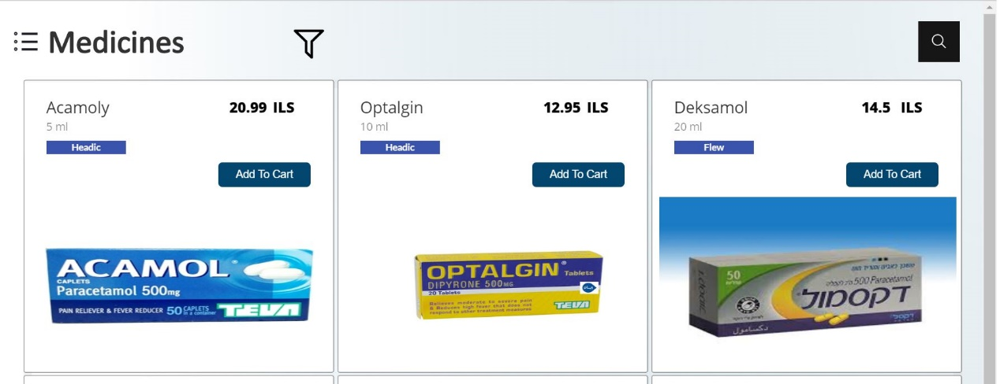 Medicines
Acamoly
20.99 ILS
5 ml
Headic
Add To Cart
ACAMOL®
CAPLETS
Paracetamol 500mg
PAIN RELIEVER & FEVER REDUCER 50 CAPLETS in a container TEVA
Optalgin
12.95 ILS
10 ml
Headic
Add To Cart
OPTALGIN® Tablets
DIPYRONE 500MG
20 Tablets
Relieves moderate to severe pain
& Reduces high fever that does not
respond to other treatment measures
TEVA
Deksamol
14.5 ILS
20 ml
Flew
Add To Cart
50
500 Paracetamol
דקסמול
دكسامول